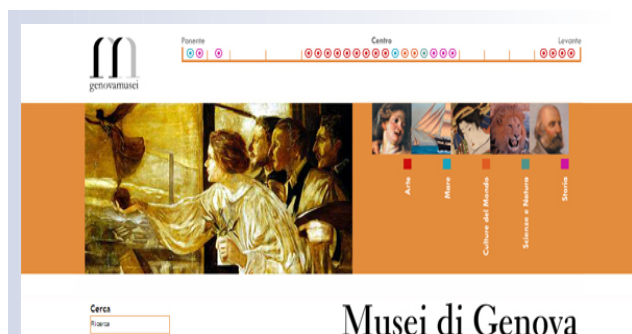 Ponente Centro Levante
genovamusei
Arte
Mare
Culture del Mondo
Scienze e Natura
Storia
Cerca
Ricerca
Musei di Genova